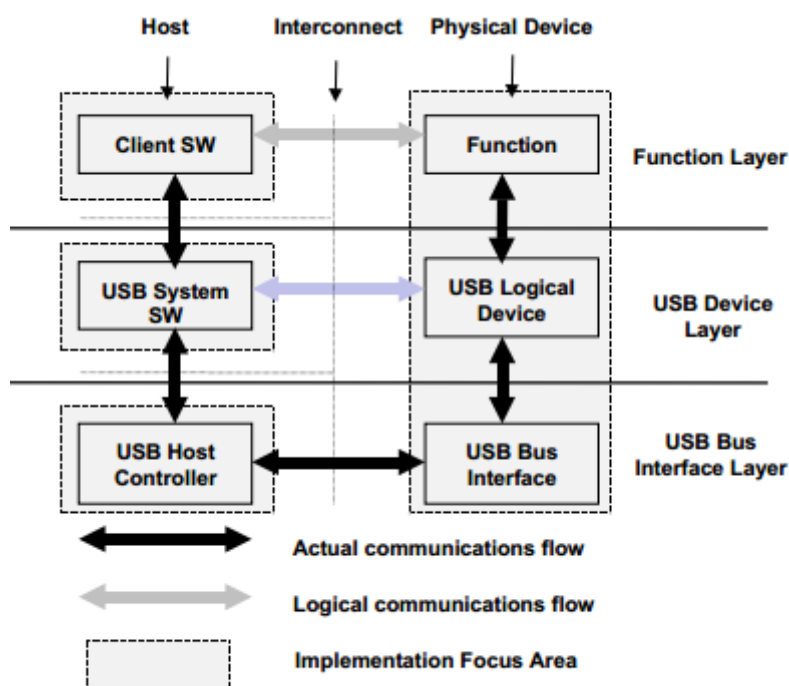 Host
Interconnect
Physical Device
Client SW
Function
Function Layer
USB System
SW
USB Logical
Device
USB Device
Layer
USB Host
Controller
USB Bus
Interface
USB Bus
Interface Layer
Actual communications flow
Logical communications flow
Implementation Focus Area